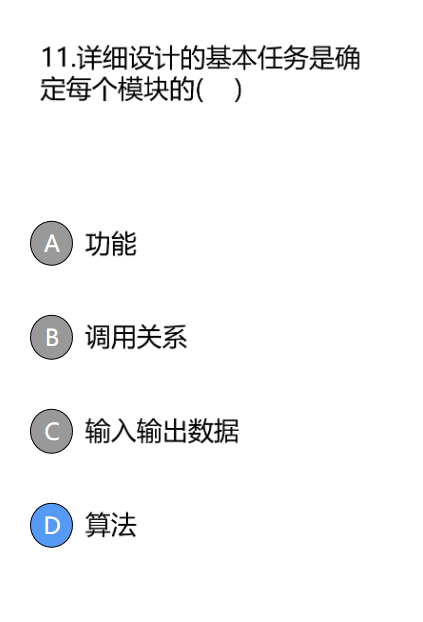 11.详细设计的基本任务是确
定每个模块的(    )
A 功能
B 调用关系
C 输入输出数据
D 算法